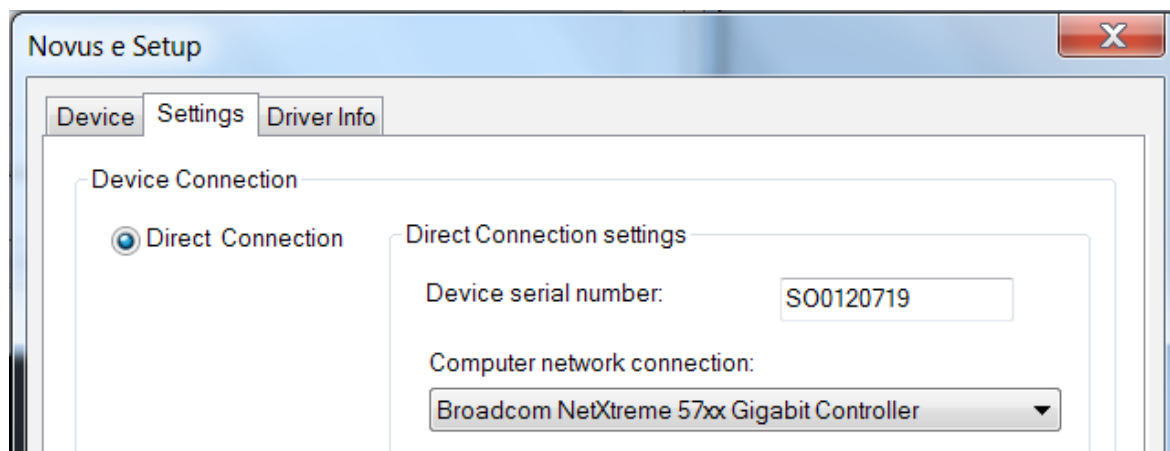 Novus e Setup
Device Settings Driver Info
Device Connection
Direct Connection
Direct Connection settings
Device serial number: SO0120719
Computer network connection:
Broadcom NetXtreme 57xx Gigabit Controller